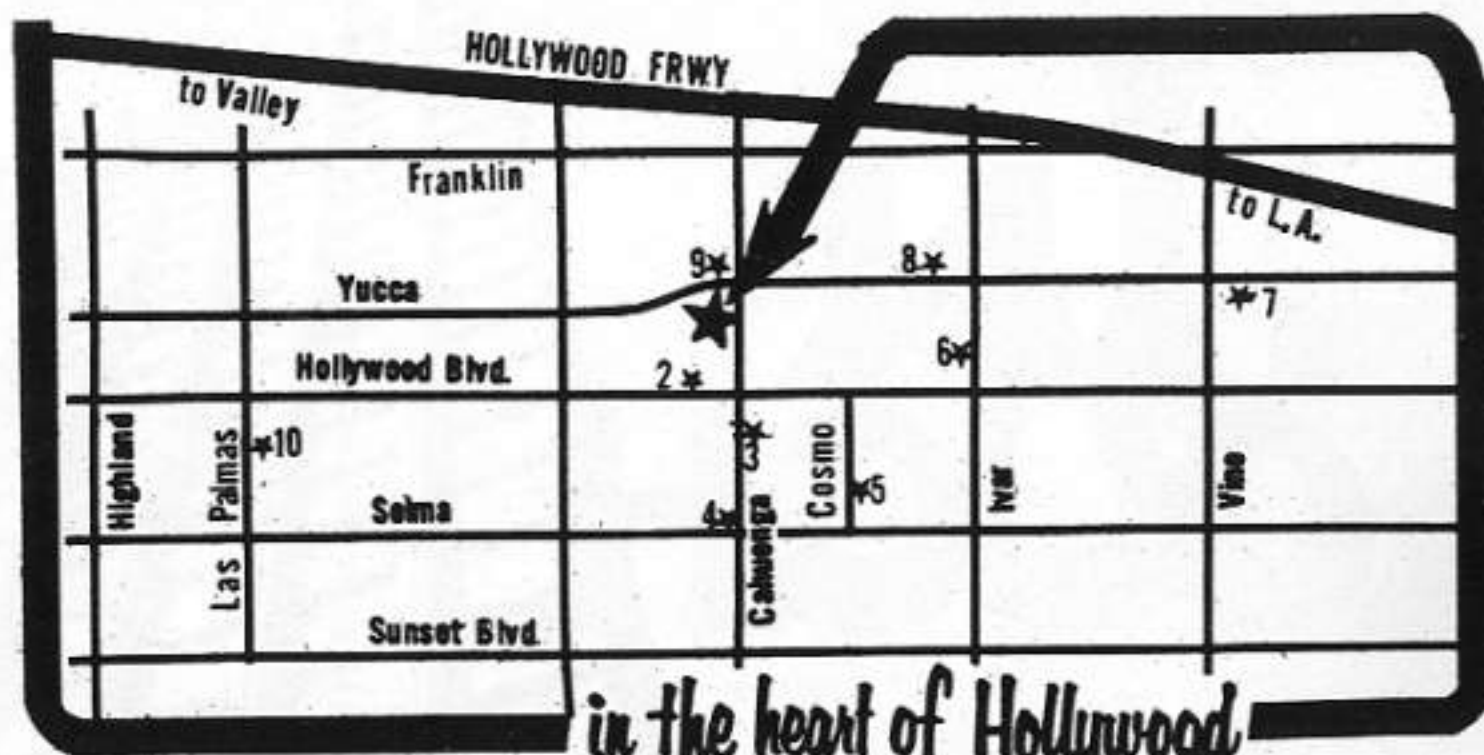 HOLLYWOOD FRWY
to Valley
Franklin
to L.A.
9
8
Yucca
7
6
Hollywood Blvd.
2
3
10
Highland
Las Palmas
Selma
4
Cahuenga
Cosmo
5
Ivar
Vine
Sunset Blvd.
in the heart of Hollywood